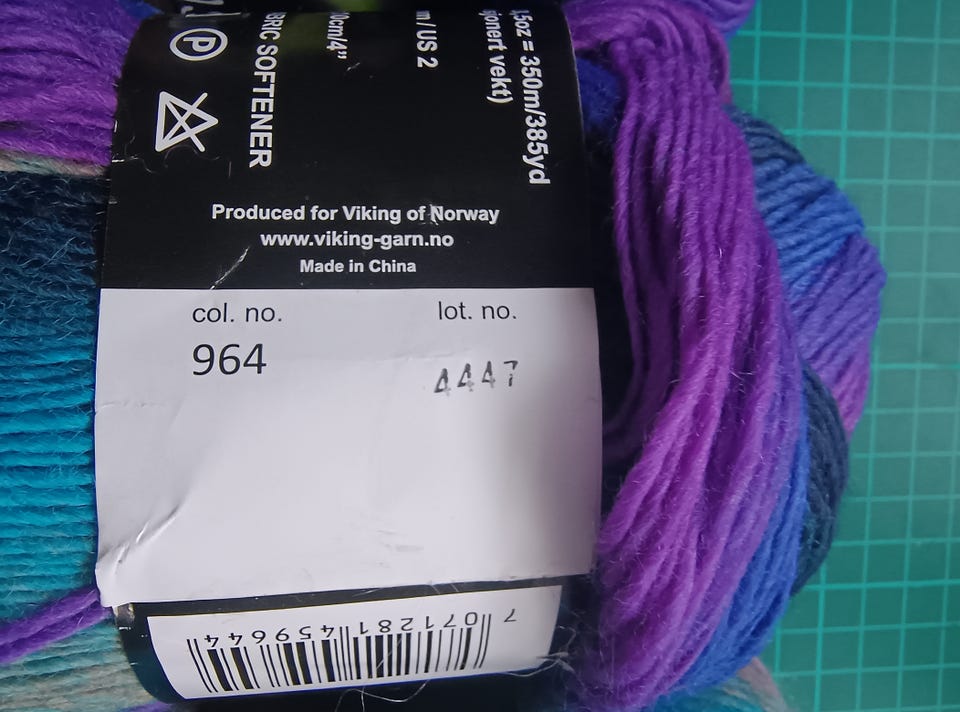 5oz = 350m/385yd
vekt)
m / US 2
0cm/4”
BRIC SOFTENER
P
Produced for Viking of Norway
www.viking-garn.no
Made in China
col. no.
964
lot. no.
4447
7 071281 459644